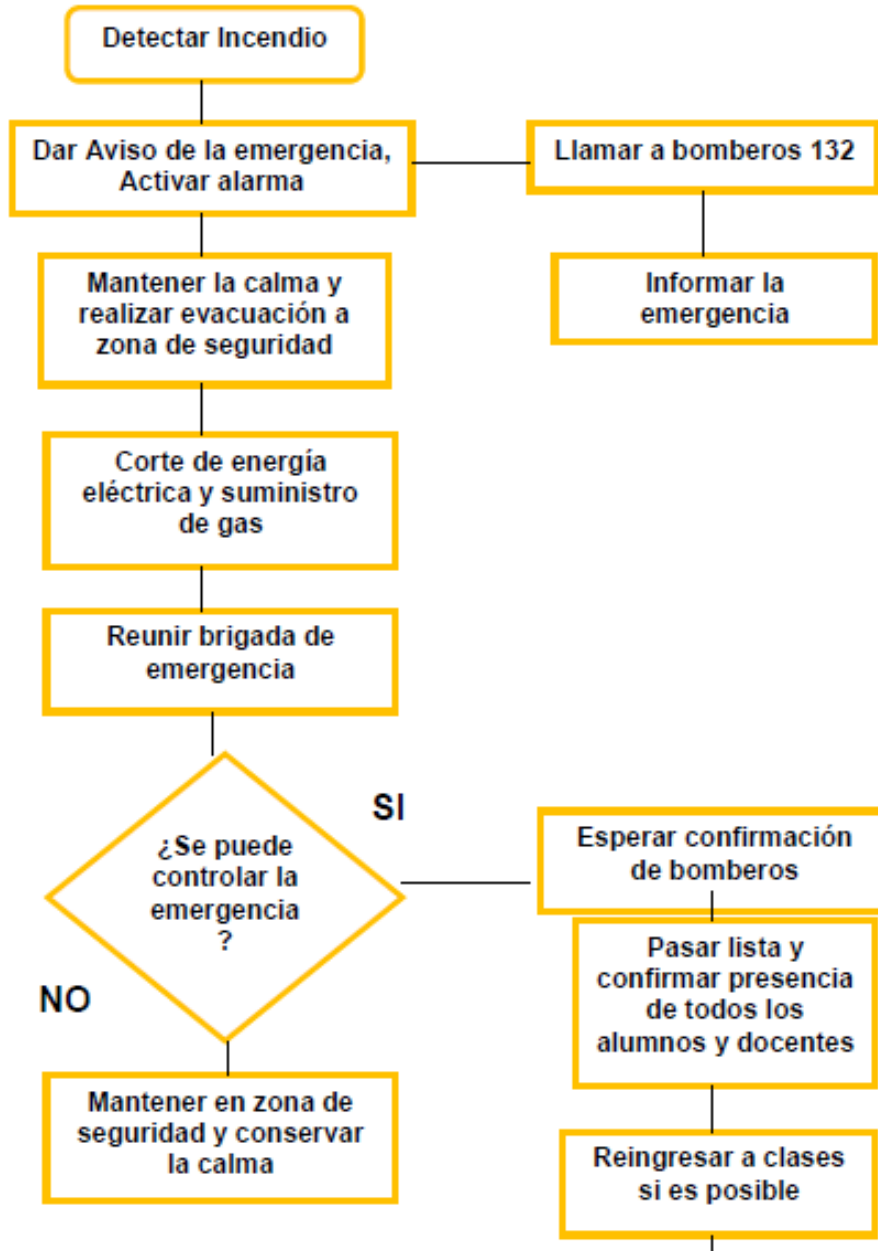 Detectar Incendio
Dar Aviso de la emergencia,
Activar alarma
Llamar a bomberos 132
Informar la
emergencia
Mantener la calma y
realizar evacuación a
zona de seguridad
Corte de energía
eléctrica y suministro
de gas
Reunir brigada de
emergencia
¿Se puede
controlar la
emergencia
?
SI
Esperar confirmación
de bomberos
Pasar lista y
confirmar presencia
de todos los
alumnos y docentes
Reingresar a clases
si es posible
NO
Mantener en zona de
seguridad y conservar
la calma